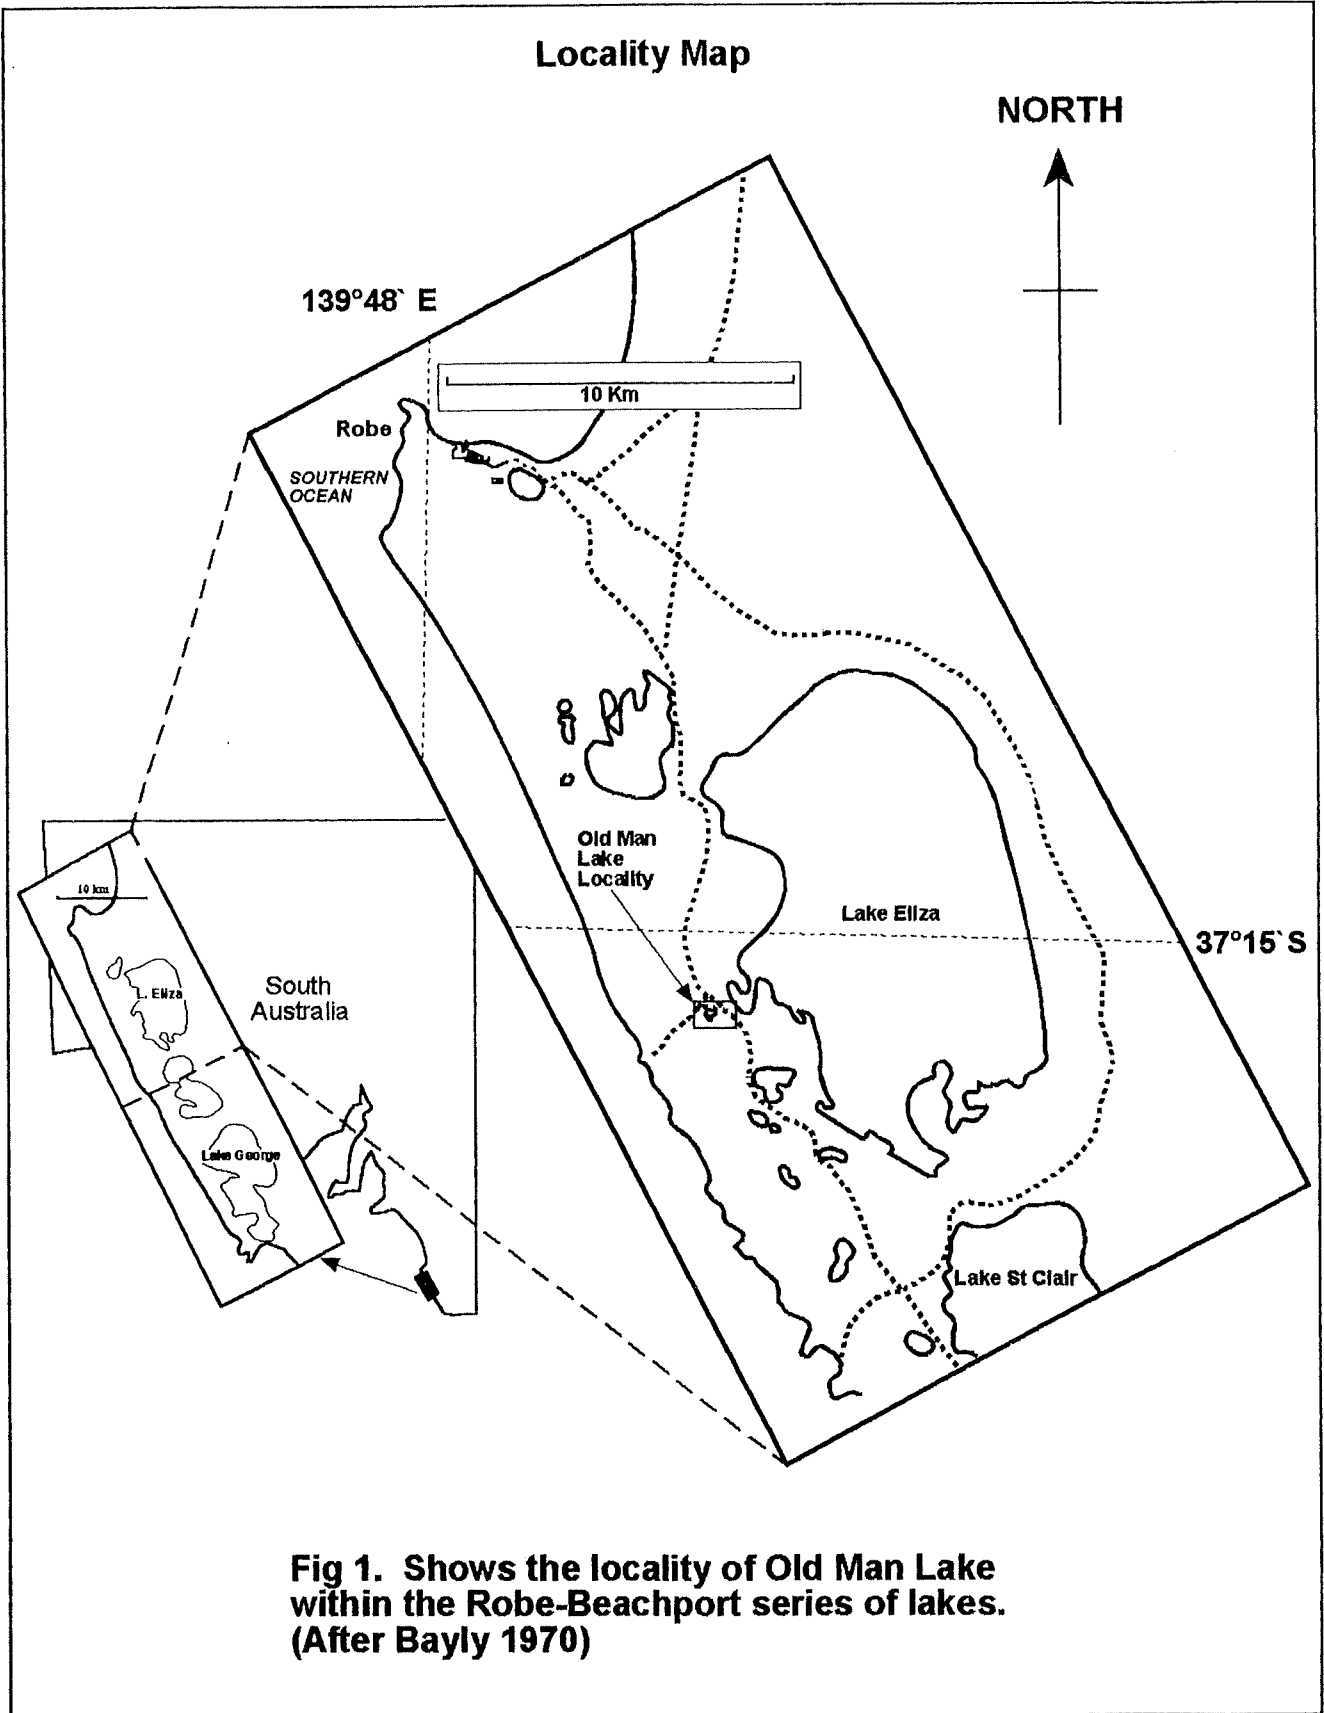 Locality Map
NORTH
139°48` E
10 Km
Robe
SOUTHERN
OCEAN
Old Man
Lake
Locality
Lake Eliza
37°15`S
10 km
L. Eliza
South
Australia
Lake George
Lake St Clair
Fig 1. Shows the locality of Old Man Lake
within the Robe-Beachport series of lakes.
(After Bayly 1970)